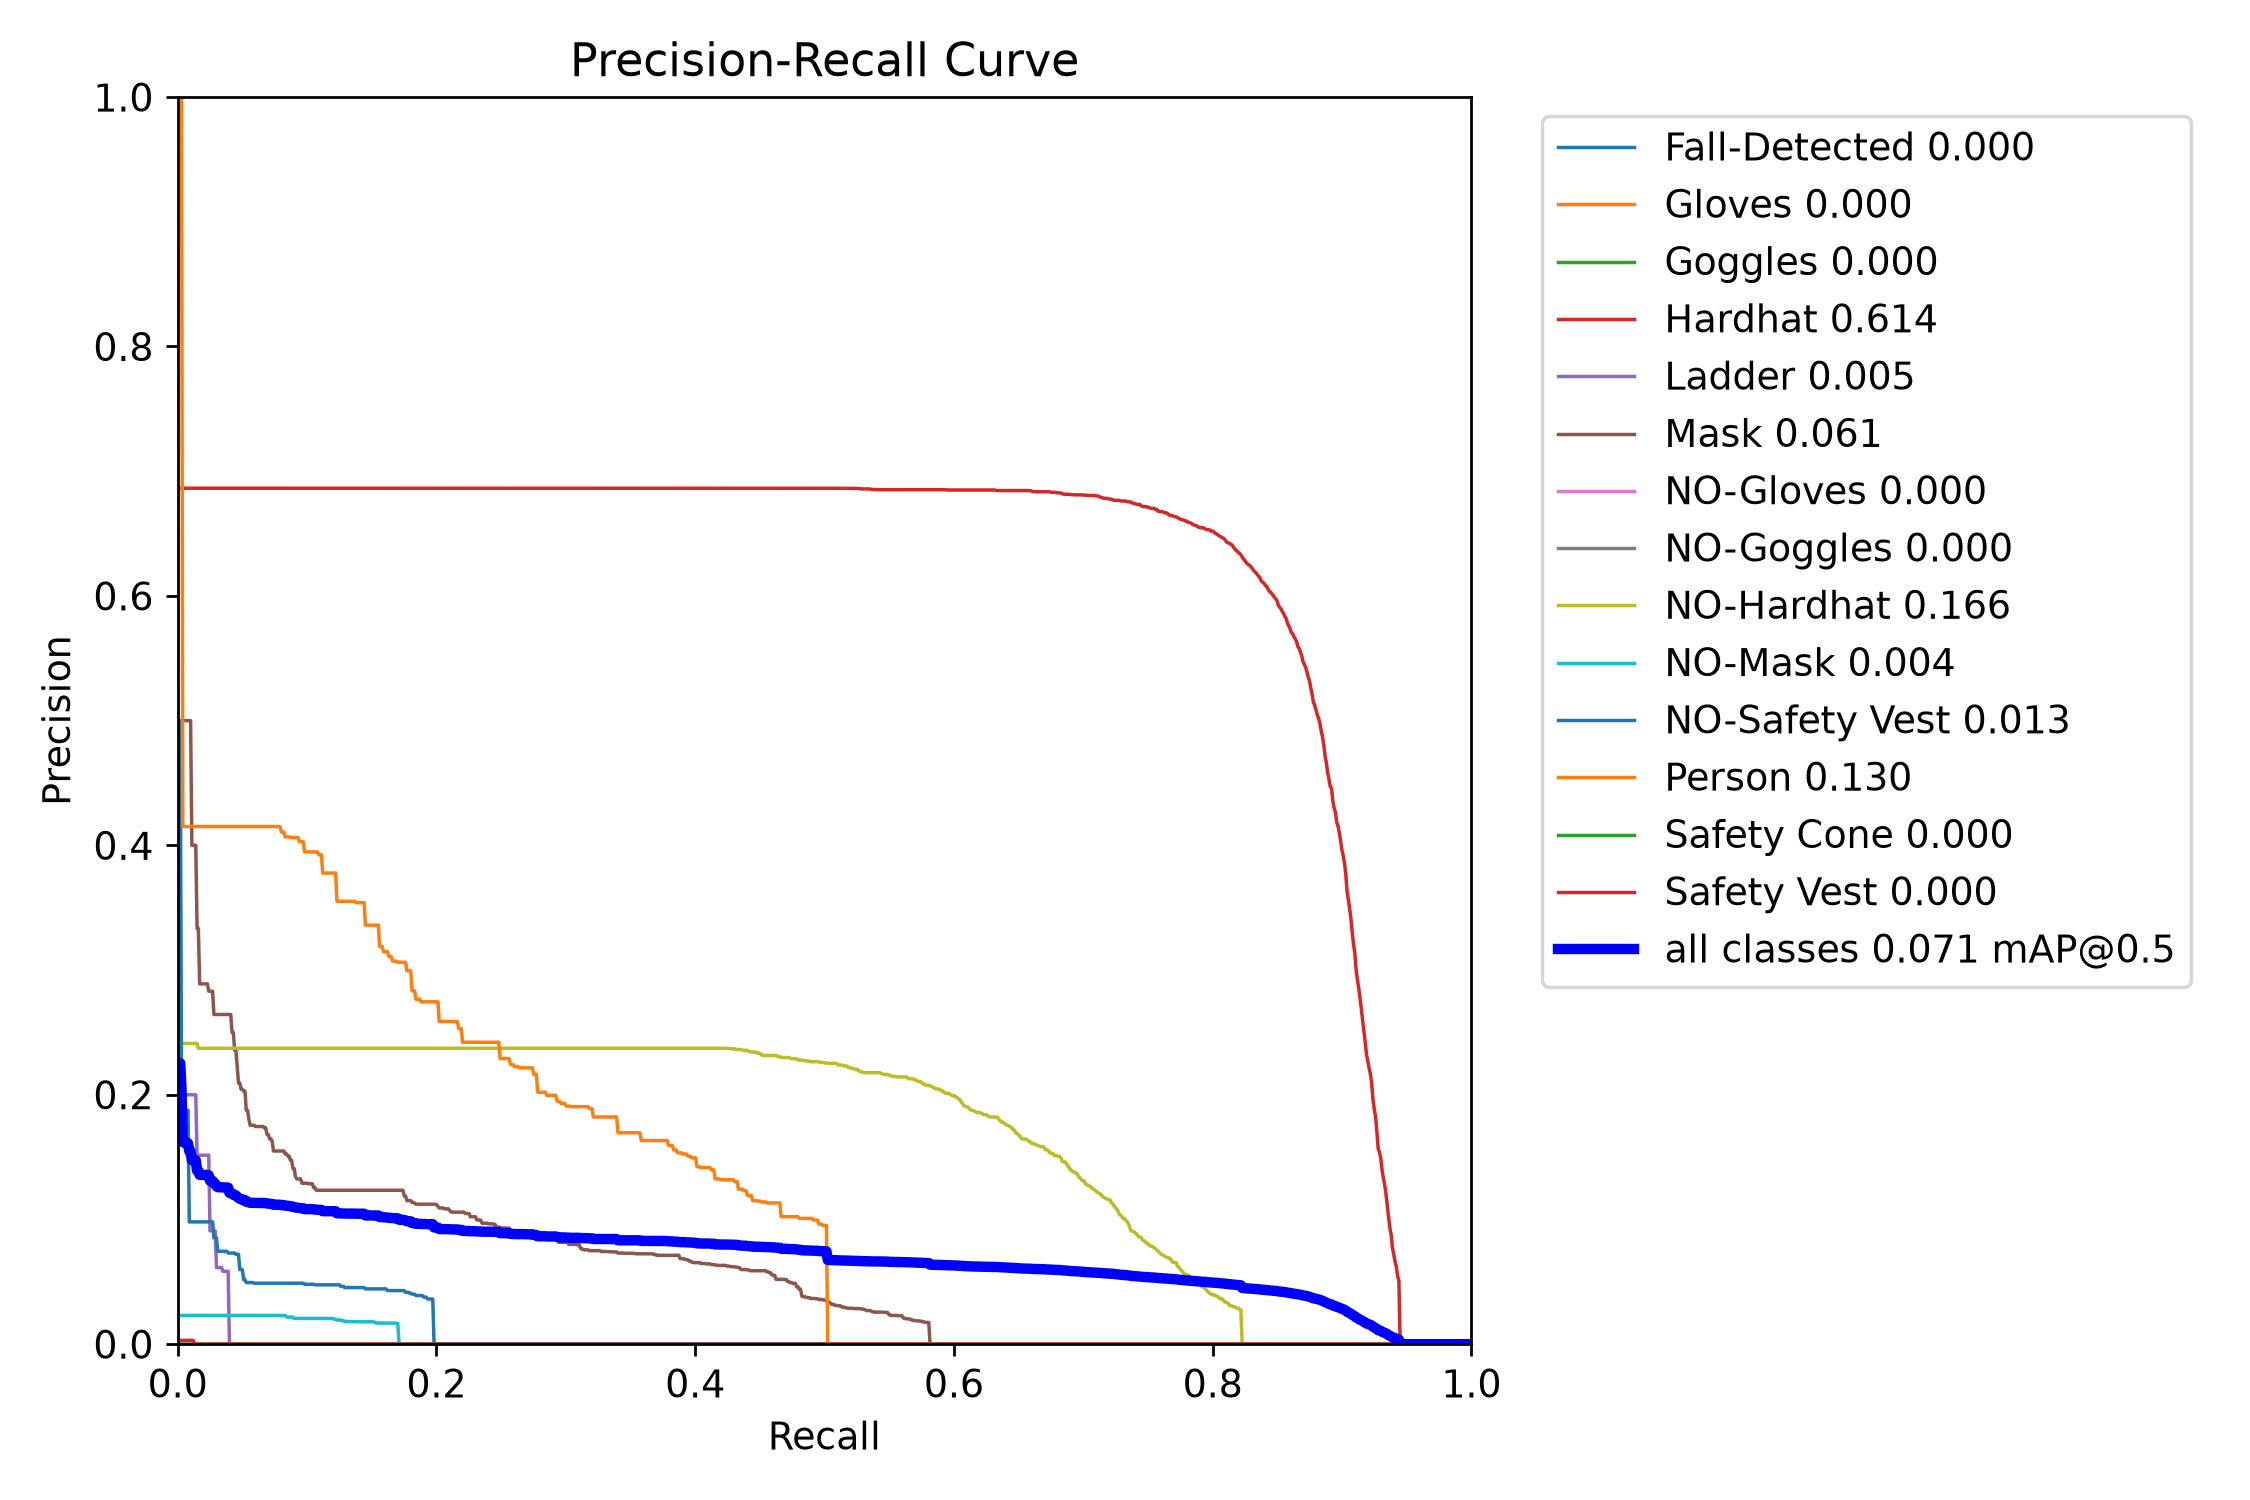 Precision-Recall Curve
1.0
0.8
0.6
0.4
0.2
0.0
Precision
0.0 0.2 0.4 0.6 0.8 1.0
Recall
Fall-Detected 0.000
Gloves 0.000
Goggles 0.000
Hardhat 0.614
Ladder 0.005
Mask 0.061
NO-Gloves 0.000
NO-Goggles 0.000
NO-Hardhat 0.166
NO-Mask 0.004
NO-Safety Vest 0.013
Person 0.130
Safety Cone 0.000
Safety Vest 0.000
all classes 0.071 mAP@0.5